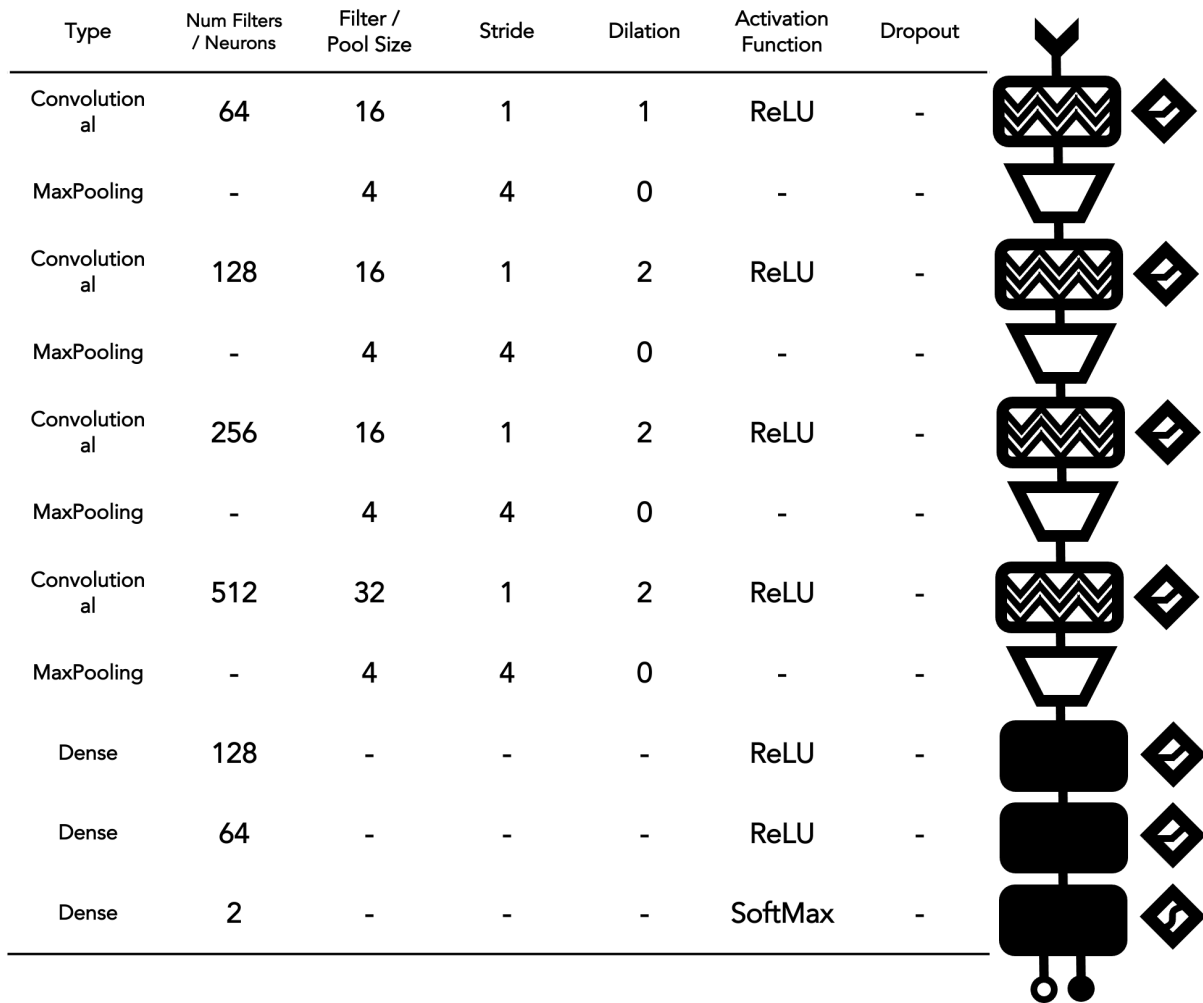 Type Num Filters / Neurons Filter / Pool Size Stride Dilation Activation Function Dropout
Convolution al 64 16 1 1 ReLU -
MaxPooling - 4 4 0 - -
Convolution al 128 16 1 2 ReLU -
MaxPooling - 4 4 0 - -
Convolution al 256 16 1 2 ReLU -
MaxPooling - 4 4 0 - -
Convolution al 512 32 1 2 ReLU -
MaxPooling - 4 4 0 - -
Dense 128 - - - ReLU -
Dense 64 - - - ReLU -
Dense 2 - - - SoftMax -